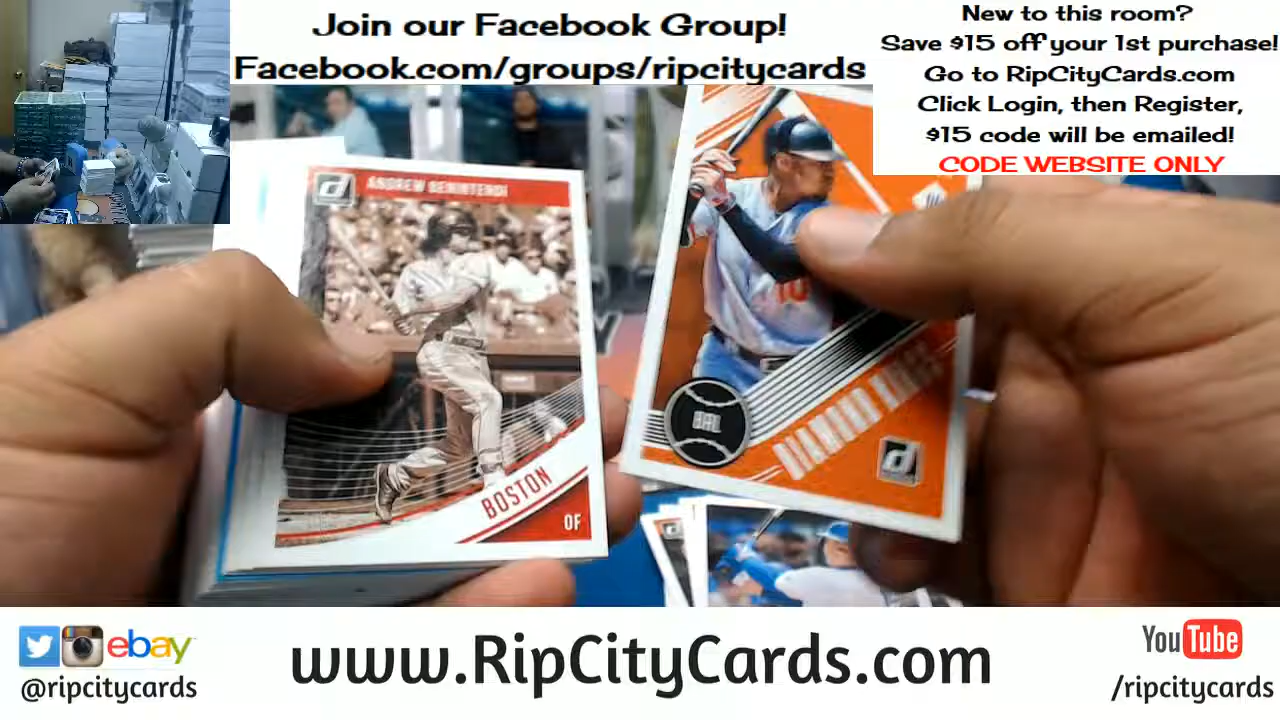 Join our Facebook Group!
Facebook.com/groups/ripcitycards
New to this room?
Save $15 off your 1st purchase!
Go to RipCityCards.com
Click Login, then Register,
$15 code will be emailed!
CODE WEBSITE ONLY
d ANDREW BENINTENDI
BOSTON
OF
10
BAL
DIAMOND KINGS
d
ebay
@ripcitycards
www.RipCityCards.com
YouTube
/ripcitycards